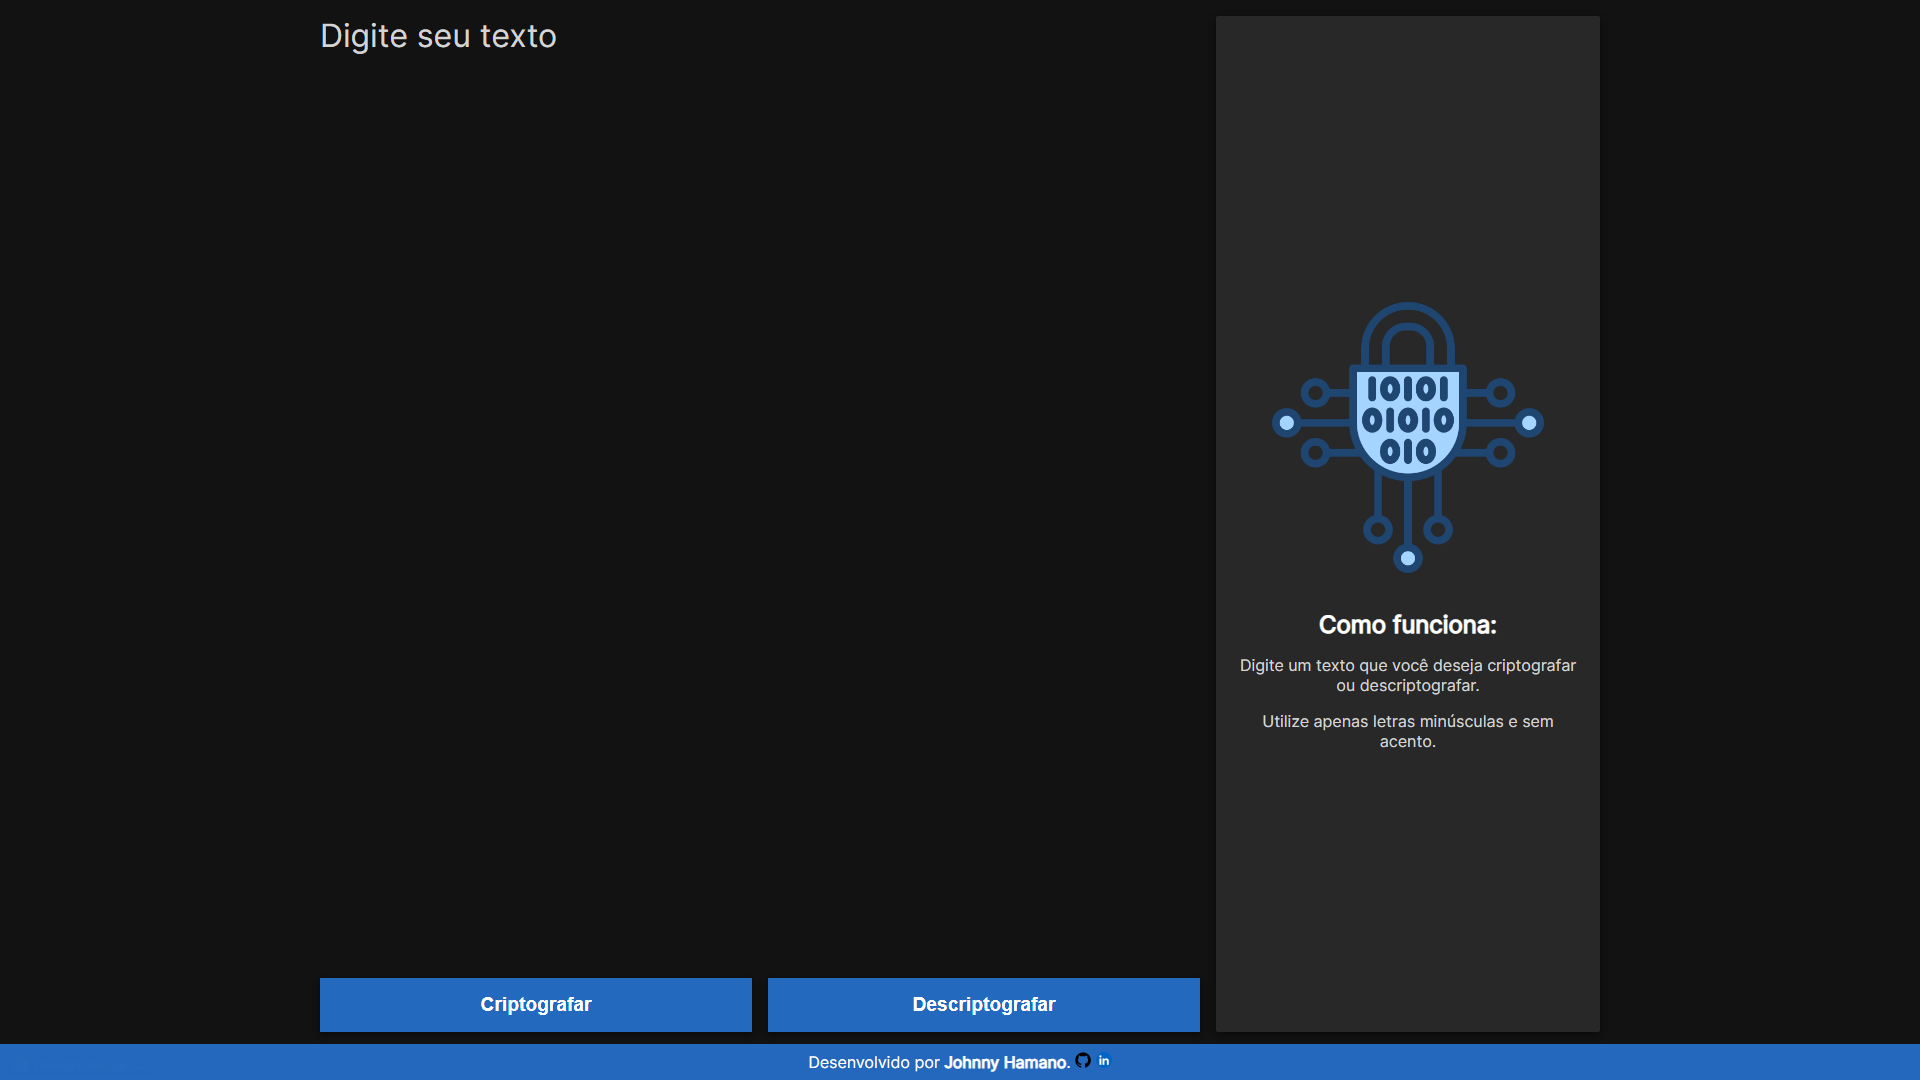 Digite seu texto
10101
01010
010
Como funciona:
Digite um texto que você deseja criptografar
ou descriptografar.
Utilize apenas letras minúsculas e sem
acento.
Criptografar
Descriptografar
Desenvolvido por Johnny Hamano. in